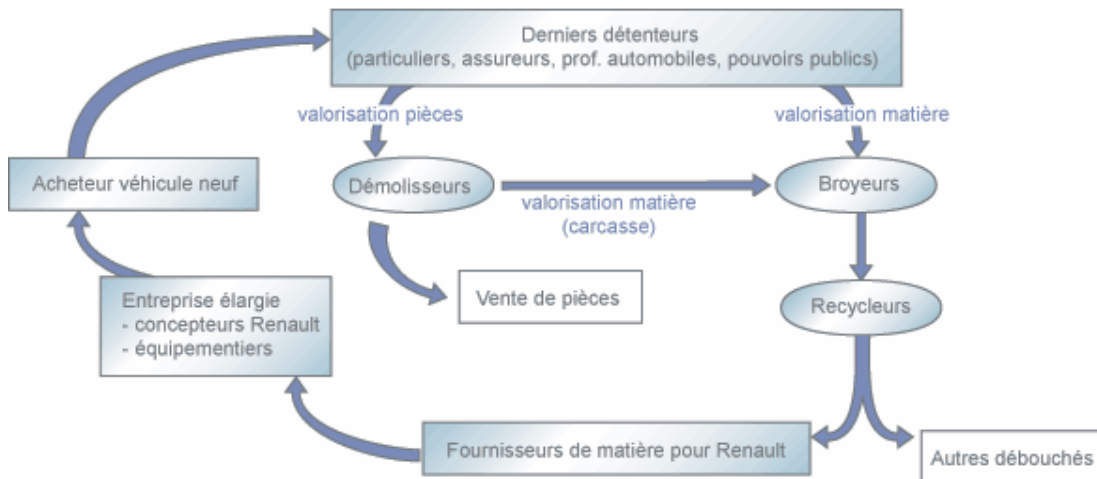 Derniers détenteurs
(particuliers, assureurs, prof. automobiles, pouvoirs publics)
valorisation pièces
valorisation matière
Acheteur véhicule neuf
Démolisseurs
Broyeurs
valorisation matière
(carcasse)
Entreprise élargie
- concepteurs Renault
- équipementiers
Vente de pièces
Recycleurs
Fournisseurs de matière pour Renault
Autres débouchés